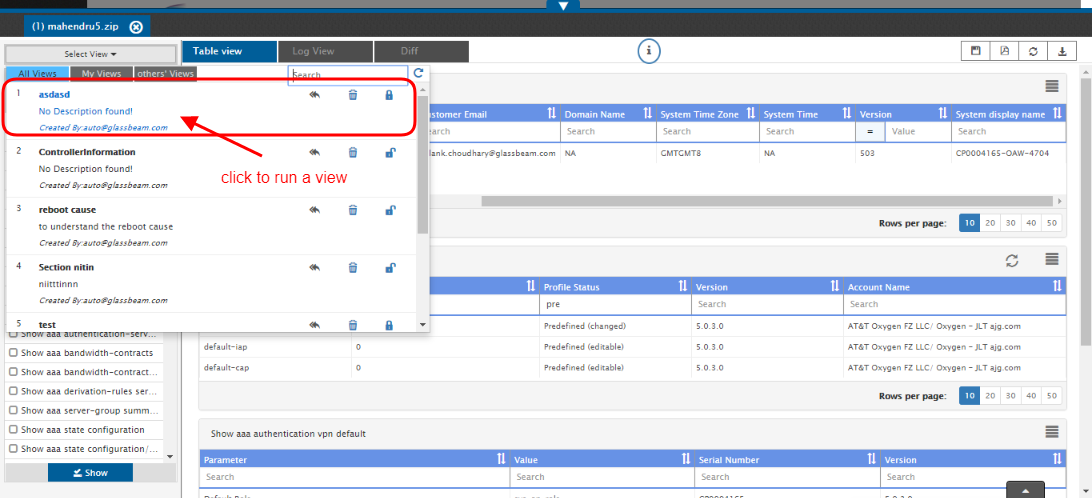 (1) mahendru5.zip
Select View
Table view
Log View
Diff
All Views
My Views
others' Views
Search
1
asdasd
No Description found!
Created By:auto@glassbeam.com
2
ControllerInformation
No Description found!
Created By:auto@glassbeam.com
3
reboot cause
to understand the reboot cause
Created By:auto@glassbeam.com
4
Section nitin
niitttinnn
Created By:auto@glassbeam.com
5
test
click to run a view
Show aaa authentication-serv...
Show aaa bandwidth-contracts
Show aaa bandwidth-contract...
Show aaa derivation-rules ser...
Show aaa server-group summ...
Show aaa state configuration
Show aaa state configuration/...
Show
ustomer Email
Domain Name
System Time Zone
System Time
Version
System display name
earch
Search
Search
Search
=
Value
Search
lank.choudhary@glassbeam.com
NA
GMTGMT8
NA
503
CP0004165-OAW-4704
Rows per page:
10
20
30
40
50
Profile Status
Version
Account Name
pre
Search
Search
Predefined (changed)
5.0.3.0
AT&T Oxygen FZ LLC/ Oxygen - JLT ajg.com
default-iap
0
Predefined (editable)
5.0.3.0
AT&T Oxygen FZ LLC/ Oxygen - JLT ajg.com
default-cap
0
Predefined (editable)
5.0.3.0
AT&T Oxygen FZ LLC/ Oxygen - JLT ajg.com
Rows per page:
10
20
30
40
50
Show aaa authentication vpn default
Parameter
Value
Serial Number
Version
Search
Search
Search
Search
Default Role